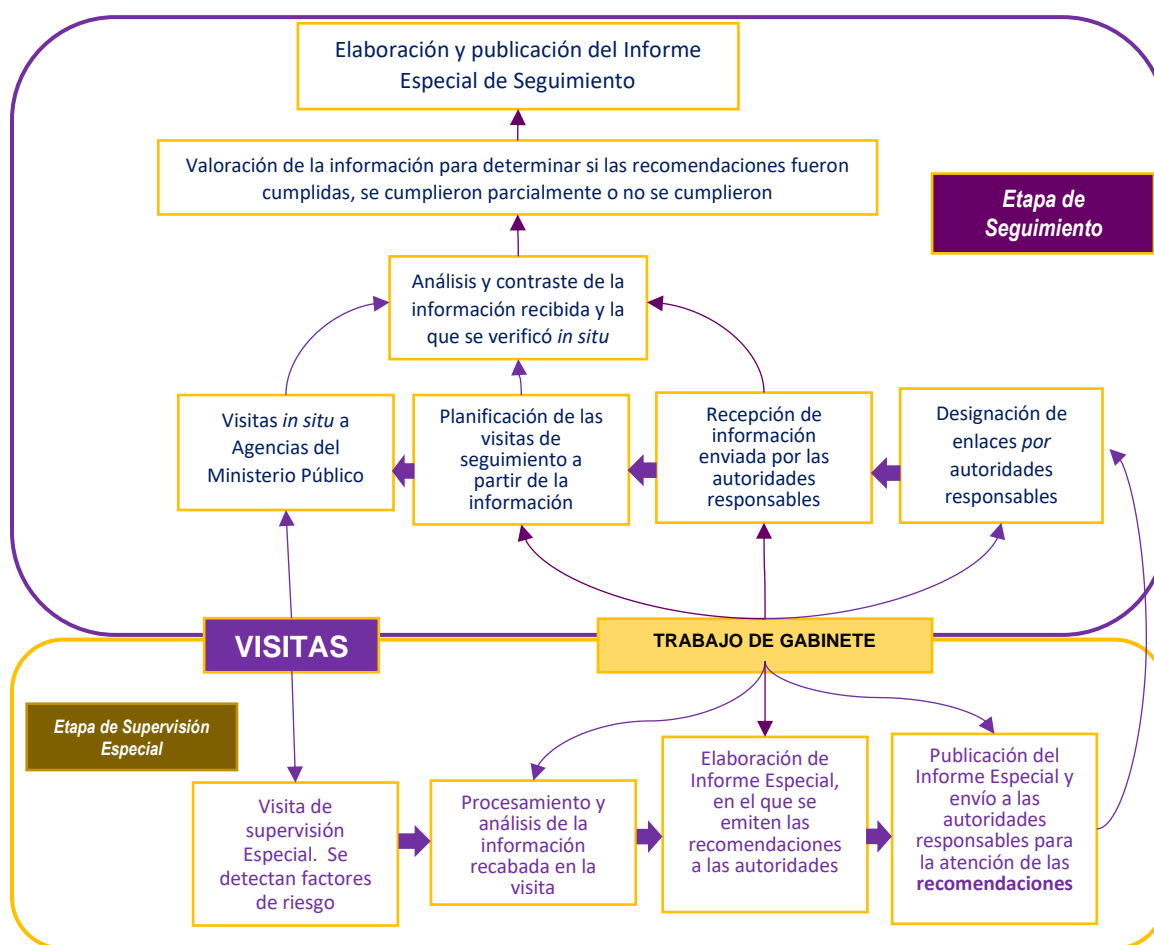 Elaboración y publicación del Informe
Especial de Seguimiento
Valoración de la información para determinar si las recomendaciones fueron
cumplidas, se cumplieron parcialmente o no se cumplieron
Etapa de
Seguimiento
Análisis y contraste de la
información recibida y la
que se verificó in situ
Visitas in situ a
Agencias del
Ministerio Público
Planificación de las
visitas de
seguimiento a
partir de la
información
Recepción de
información
enviada por las
autoridades
responsables
Designación de
enlaces por
autoridades
responsables
VISITAS
TRABAJO DE GABINETE
Etapa de Supervisión
Especial
Visita de
supervisión
Especial. Se
detectan factores
de riesgo
Procesamiento y
análisis de la
información
recabada en la
visita
Elaboración de
Informe Especial,
en el que se
emiten las
recomendaciones
a las autoridades
Publicación del
Informe Especial y
envío a las
autoridades
responsables para
la atención de las
recomendaciones